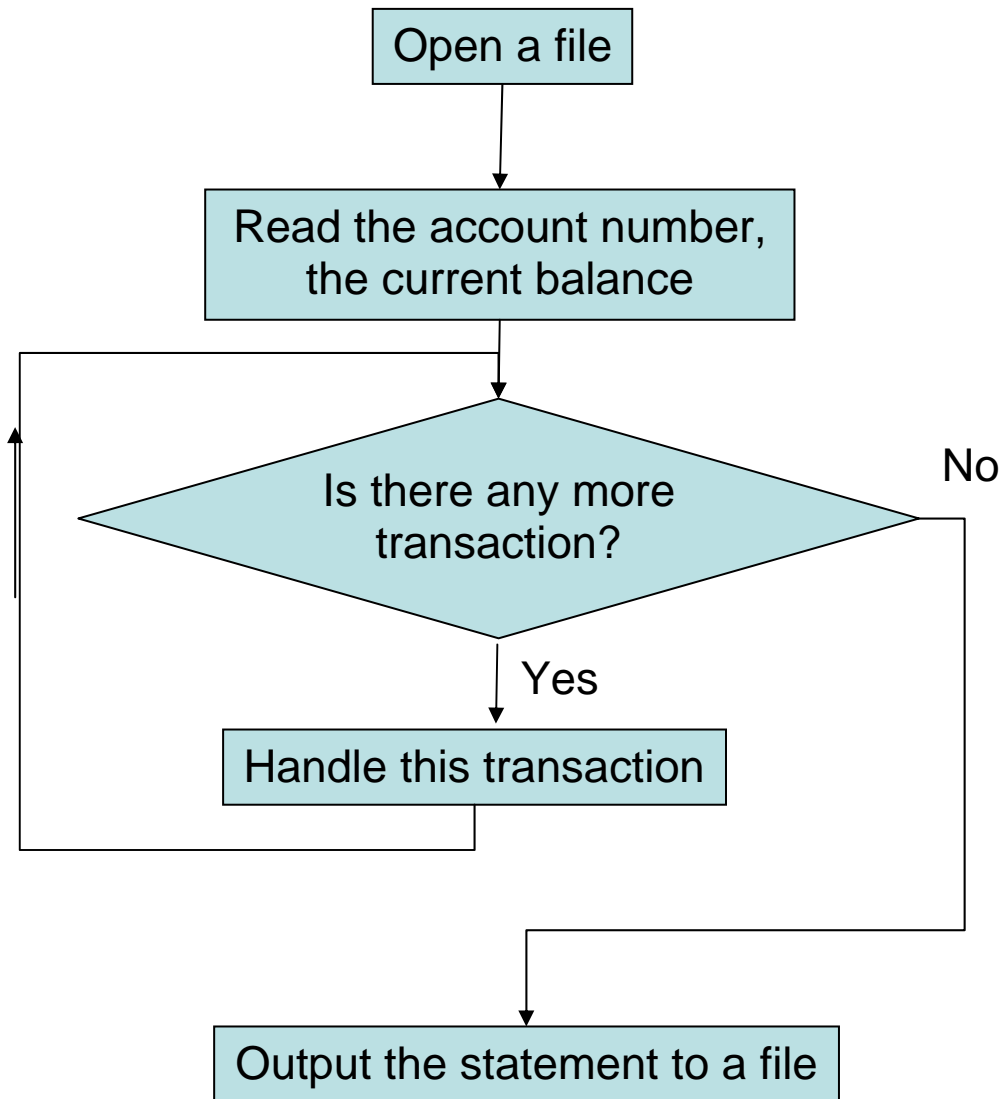 Open a file
Read the account number,
the current balance
Is there any more
transaction?
No
Yes
Handle this transaction
Output the statement to a file